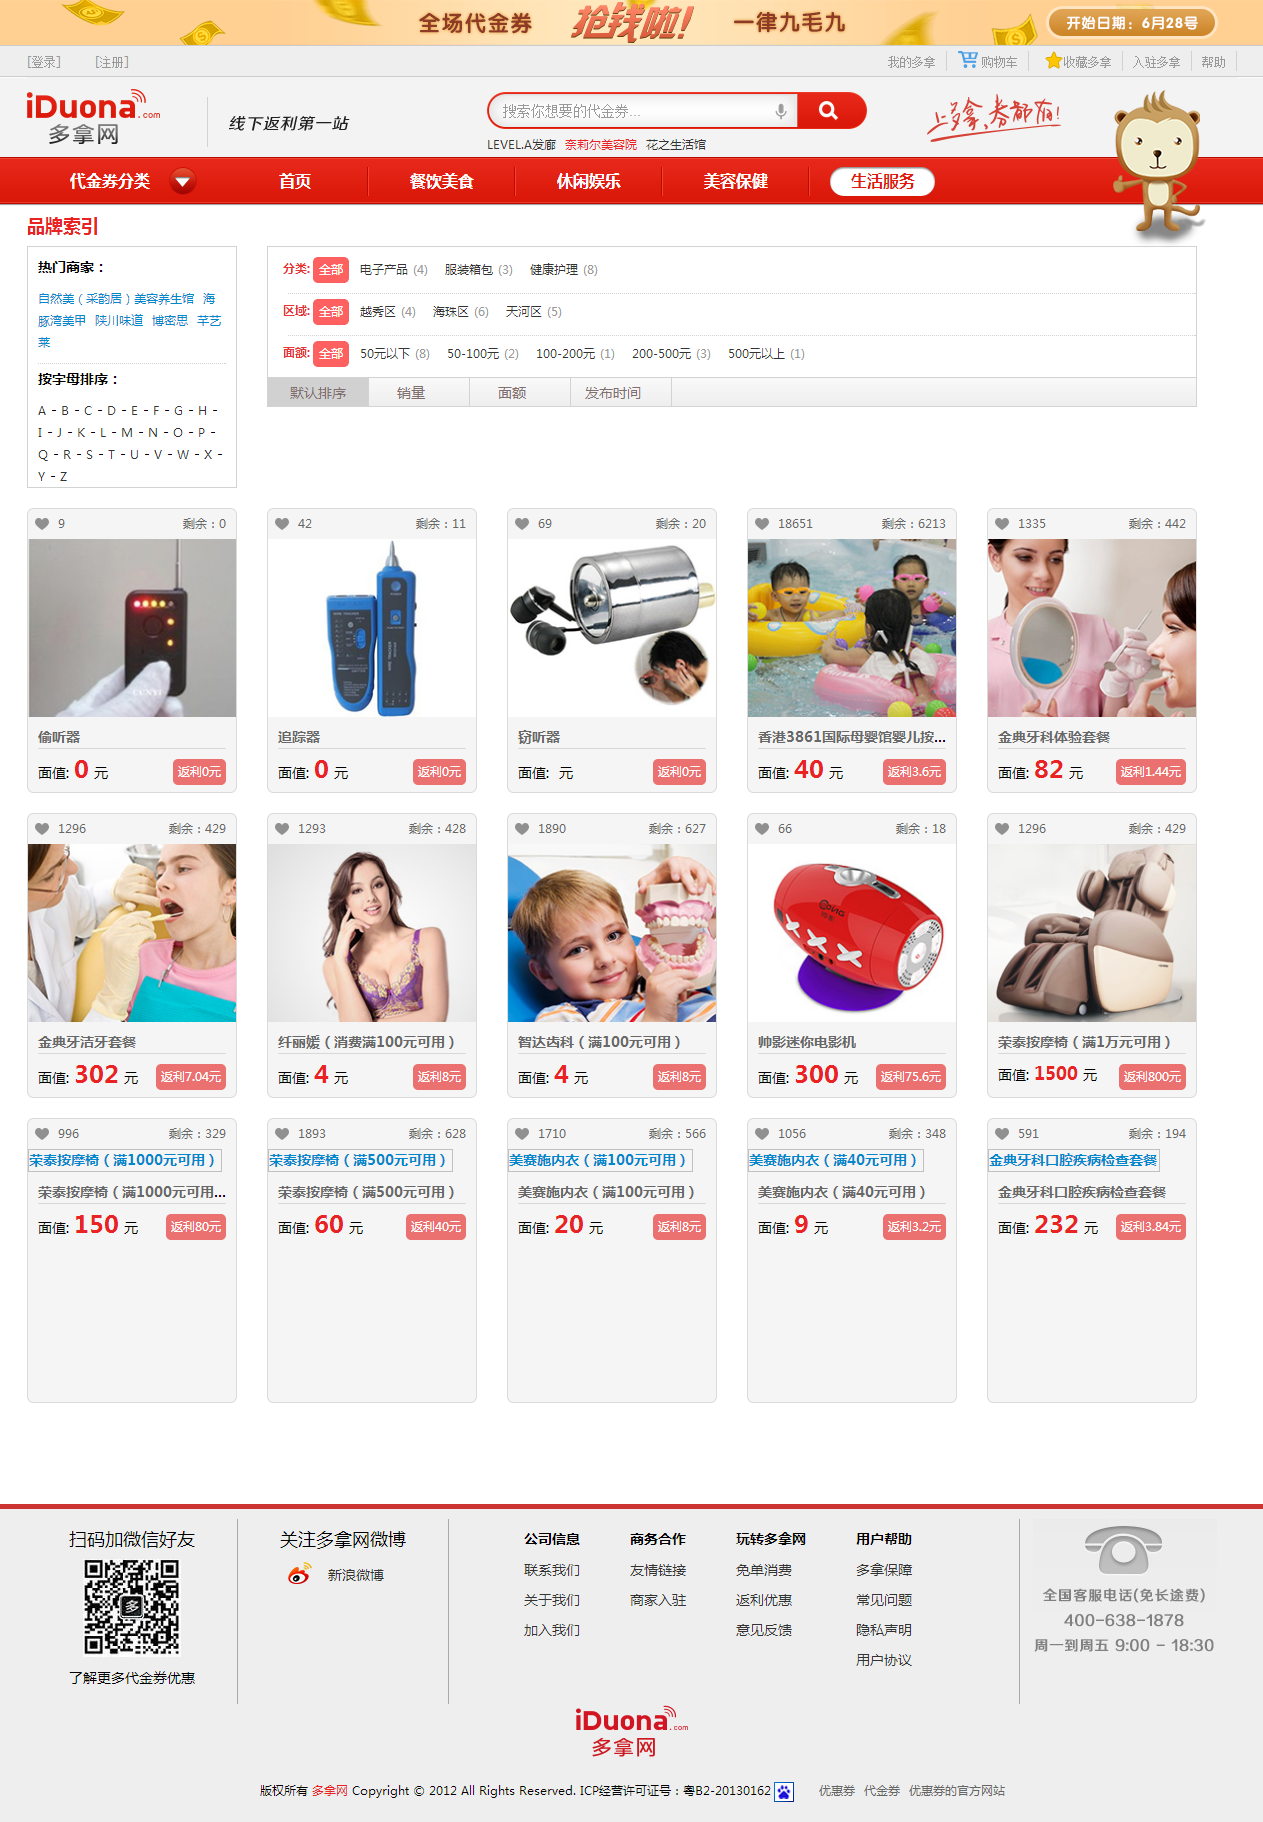 全场代金券 抢钱啦! 一律九毛九 开始日期：6月28号
[登录] [注册] 我的多拿 购物车 收藏多拿 入驻多拿 帮助
iDuona.com
多拿网
线下返利第一站
搜索你想要的代金券...
上多拿,券都有!
LEVEL.A发廊 奈莉尔美容院 花之生活馆
代金券分类 首页 餐饮美食 休闲娱乐 美容保健 生活服务
品牌索引
热门商家：
自然美（采韵居）美容养生馆 海
豚湾美甲 陕川味道 博密思 芊艺
莱
按字母排序：
A - B - C - D - E - F - G - H -
I - J - K - L - M - N - O - P -
Q - R - S - T - U - V - W - X -
Y - Z
分类: 全部 电子产品 (4) 服装箱包 (3) 健康护理 (8)
区域: 全部 越秀区 (4) 海珠区 (6) 天河区 (5)
面额: 全部 50元以下 (8) 50-100元 (2) 100-200元 (1) 200-500元 (3) 500元以上 (1)
默认排序 销量 面额 发布时间
9 剩余：0 42 剩余：11 69 剩余：20 18651 剩余：6213 1335 剩余：442
偷听器 追踪器 窃听器 香港3861国际母婴馆婴儿按... 金典牙科体验套餐
面值: 0 元 返利0元 面值: 0 元 返利0元 面值: 元 返利0元 面值: 40 元 返利3.6元 面值: 82 元 返利1.44元
1296 剩余：429 1293 剩余：428 1890 剩余：627 66 剩余：18 1296 剩余：429
金典牙洁牙套餐 纤丽媛（消费满100元可用） 智达齿科（满100元可用） 帅影迷你电影机 荣泰按摩椅（满1万元可用）
面值: 302 元 返利7.04元 面值: 4 元 返利8元 面值: 4 元 返利8元 面值: 300 元 返利75.6元 面值: 1500 元 返利800元
996 剩余：329 1893 剩余：628 1710 剩余：566 1056 剩余：348 591 剩余：194
荣泰按摩椅（满1000元可用） 荣泰按摩椅（满500元可用） 美赛施内衣（满100元可用） 美赛施内衣（满40元可用） 金典牙科口腔疾病检查套餐
荣泰按摩椅（满1000元可用... 荣泰按摩椅（满500元可用） 美赛施内衣（满100元可用） 美赛施内衣（满40元可用） 金典牙科口腔疾病检查套餐
面值: 150 元 返利80元 面值: 60 元 返利40元 面值: 20 元 返利8元 面值: 9 元 返利3.2元 面值: 232 元 返利3.84元
扫码加微信好友
多
了解更多代金券优惠
关注多拿网微博
新浪微博
公司信息 商务合作 玩转多拿网 用户帮助
联系我们 友情链接 免单消费 多拿保障
关于我们 商家入驻 返利优惠 常见问题
加入我们 意见反馈 隐私声明
用户协议
全国客服电话(免长途费)
400-638-1878
周一到周五 9:00 - 18:30
iDuona.com
多拿网
版权所有 多拿网 Copyright © 2012 All Rights Reserved. ICP经营许可证号：粤B2-20130162 优惠券 代金券 优惠券的官方网站